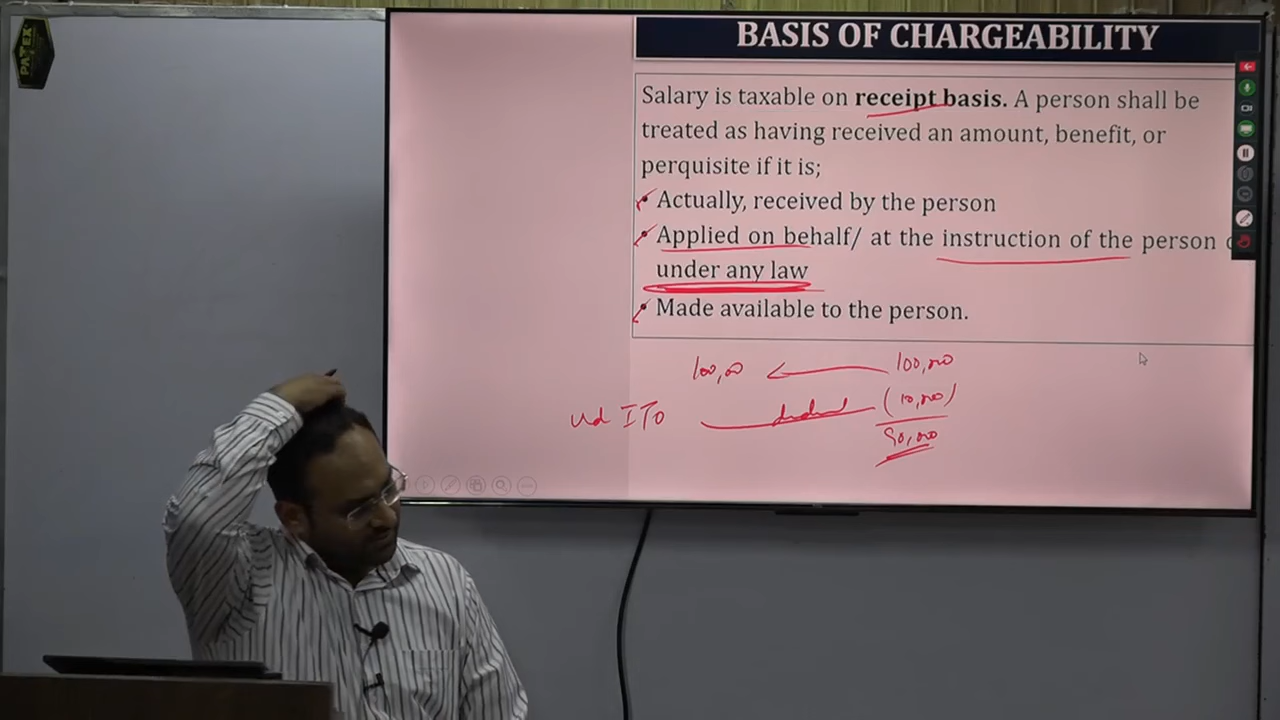 PATEX
BASIS OF CHARGEABILITY
Salary is taxable on receipt basis. A person shall be
treated as having received an amount, benefit, or
perquisite if it is;
• Actually, received by the person
• Applied on behalf/ at the instruction of the person
under any law
• Made available to the person.
100,00 100,000
ITO (10,000)
90,000